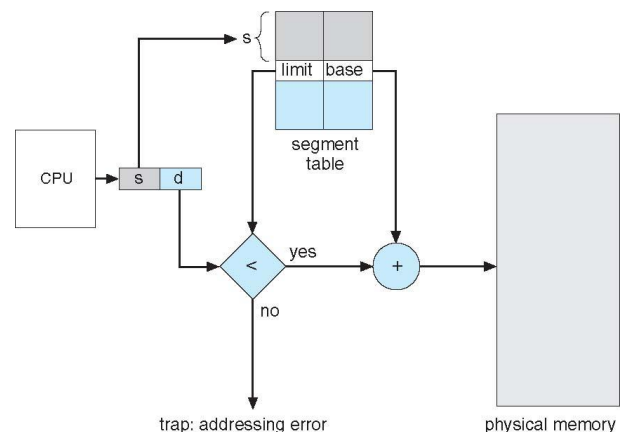 s
limit base
segment
table
CPU
s d
<
yes
+
no
trap: addressing error
physical memory